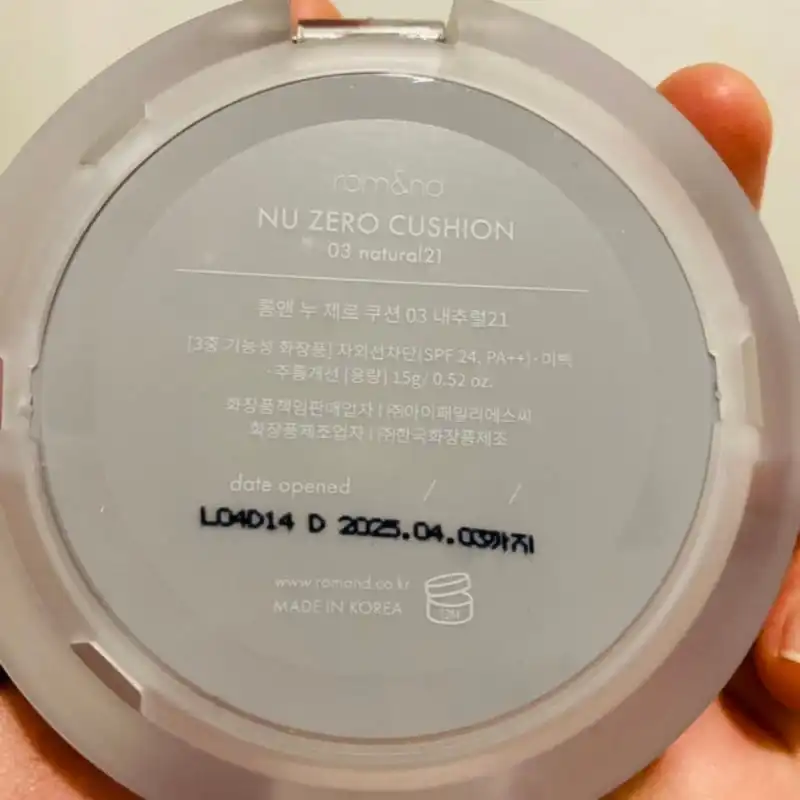 rom&nd
NU ZERO CUSHION
03 natural21
롬앤 누 제로 쿠션 03 내추럴21
[3중 기능성 화장품] 자외선차단(SPF 24, PA++)·미백
·주름개선 [용량] 15g/ 0.52 oz.
화장품책임판매업자 | ㈜아이패밀리에스씨
화장품제조업자 | ㈜한국화장품제조
date opened / /
L04D14 D 2025.04.03까지
www.romand.co.kr
MADE IN KOREA
12M